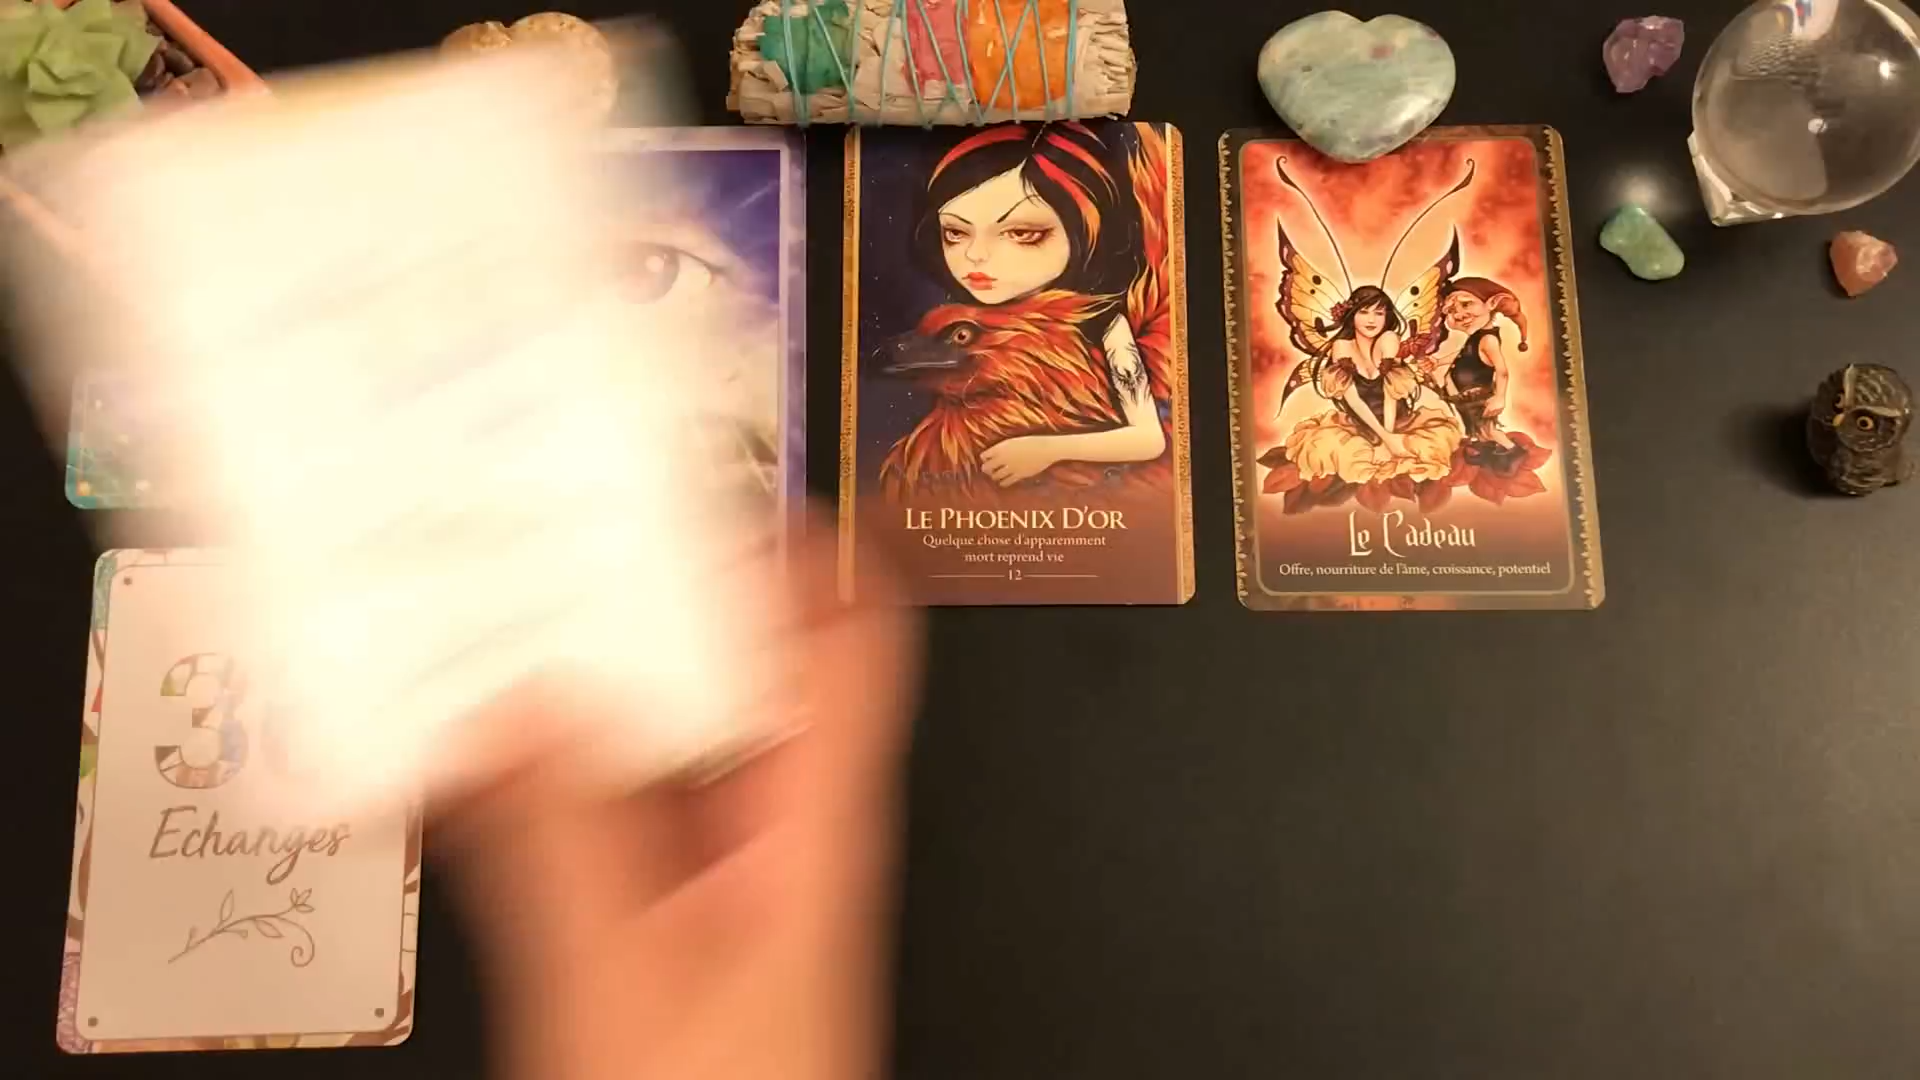 LE PHOENIX D'OR
Quelque chose d'apparemment
mort reprend vie
12
Le Cadeau
Offre, nourriture de l'âme, croissance, potentiel
Echanges